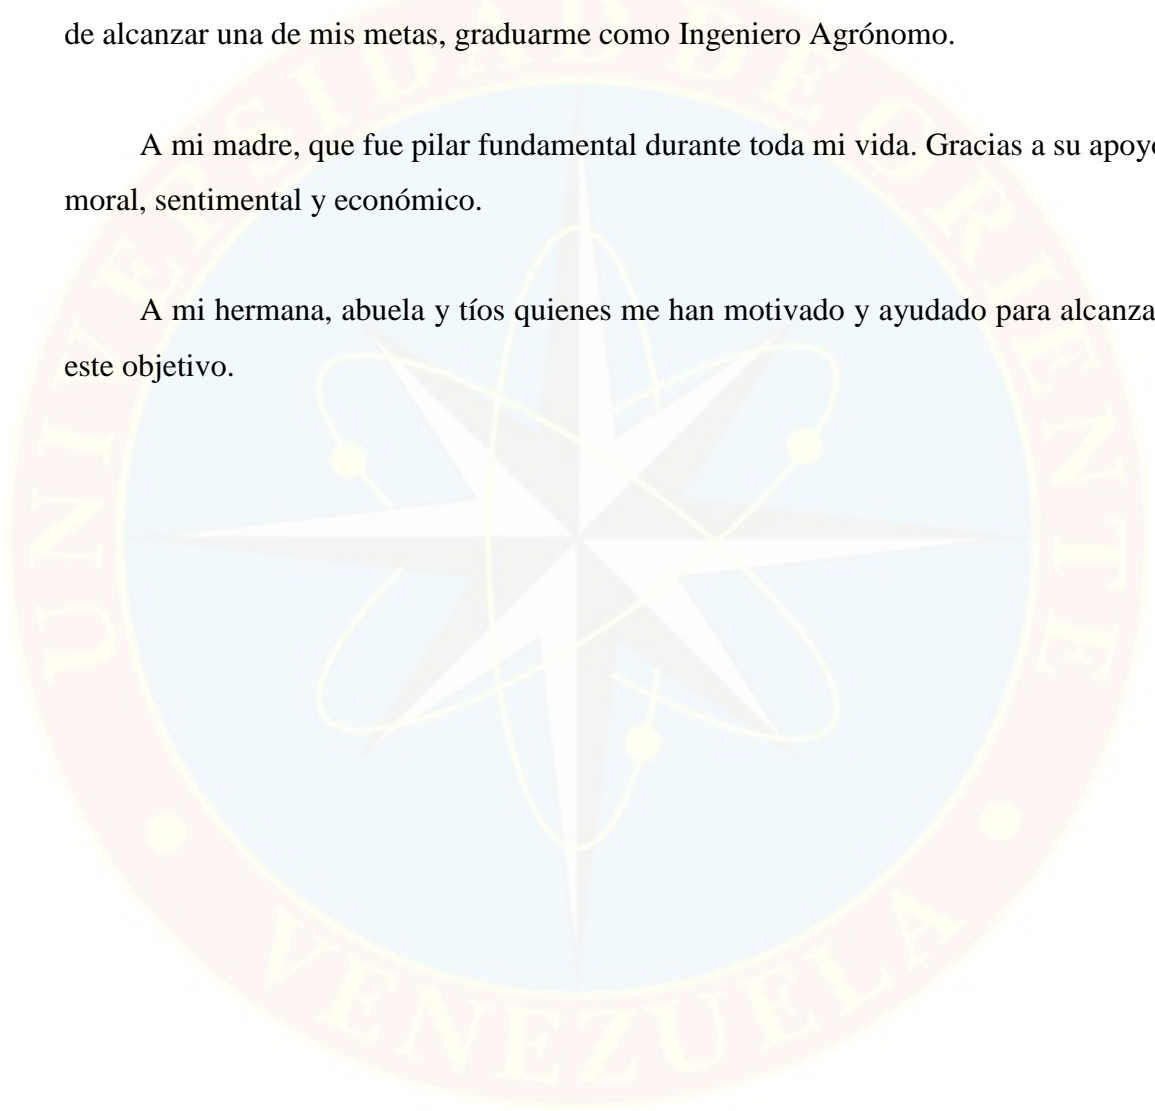 de alcanzar una de mis metas, graduarme como Ingeniero Agrónomo.
A mi madre, que fue pilar fundamental durante toda mi vida. Gracias a su apoyo
moral, sentimental y económico.
A mi hermana, abuela y tíos quienes me han motivado y ayudado para alcanza
este objetivo.
UNIVERSIDAD DE ORIENTE
VENEZUELA